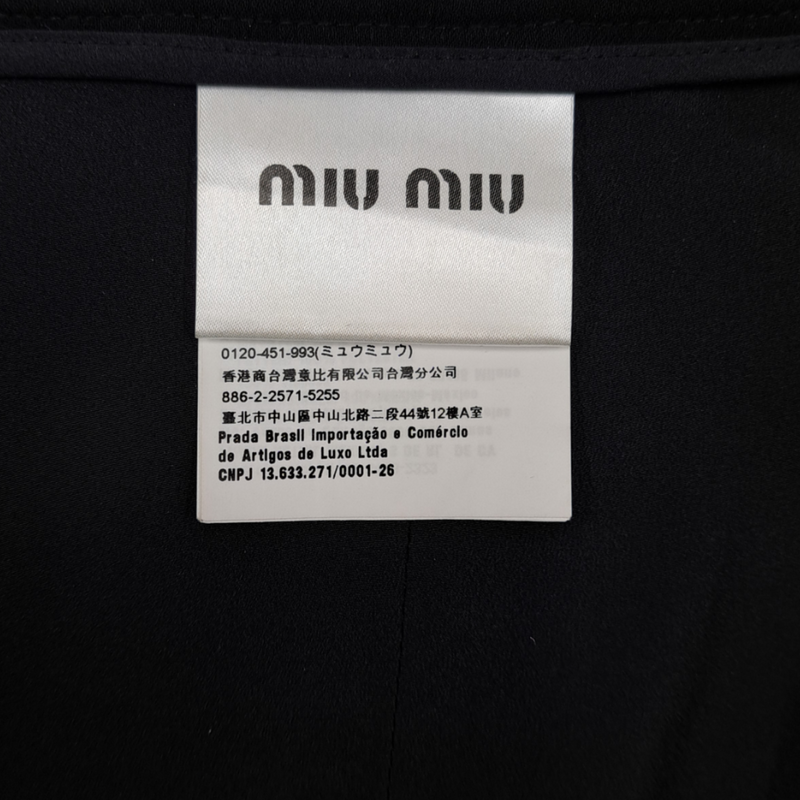 miu miu
0120-451-993(ミュウミュウ)
香港商台灣意比有限公司台灣分公司
886-2-2571-5255
臺北市中山區中山北路二段44號12樓A室
Prada Brasil Importação e Comércio
de Artigos de Luxo Ltda
CNPJ 13.633.271/0001-26